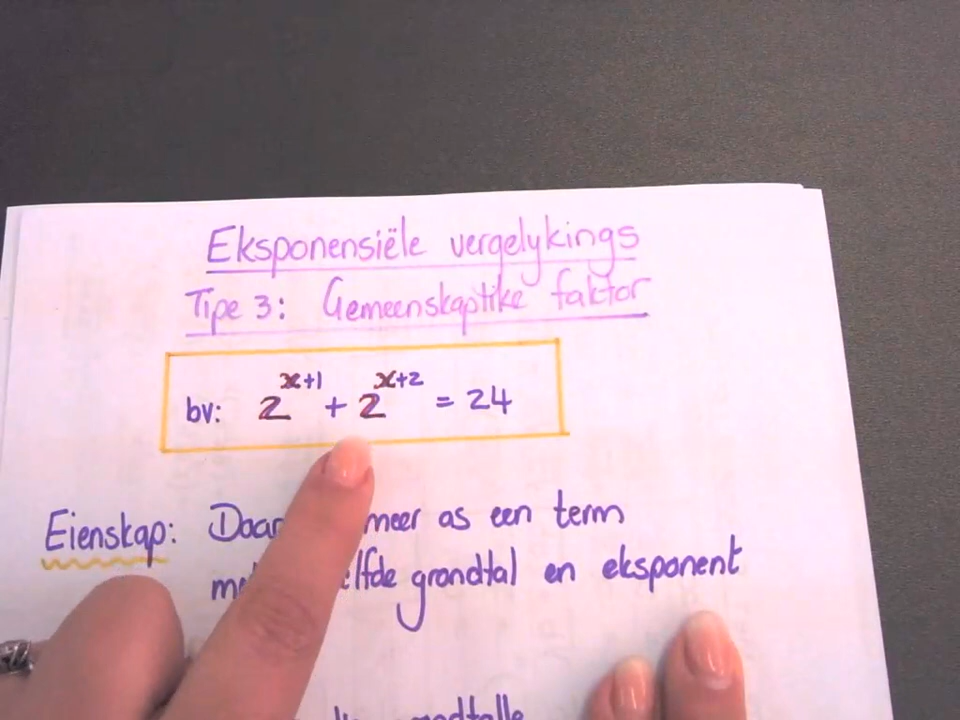 Eksponensiële vergelykings
Tipe 3: Gemeenskaplike faktor
bv: 2^{x+1} + 2^{x+2} = 24
Eienskap: meer as een term
grondtal en eksponent